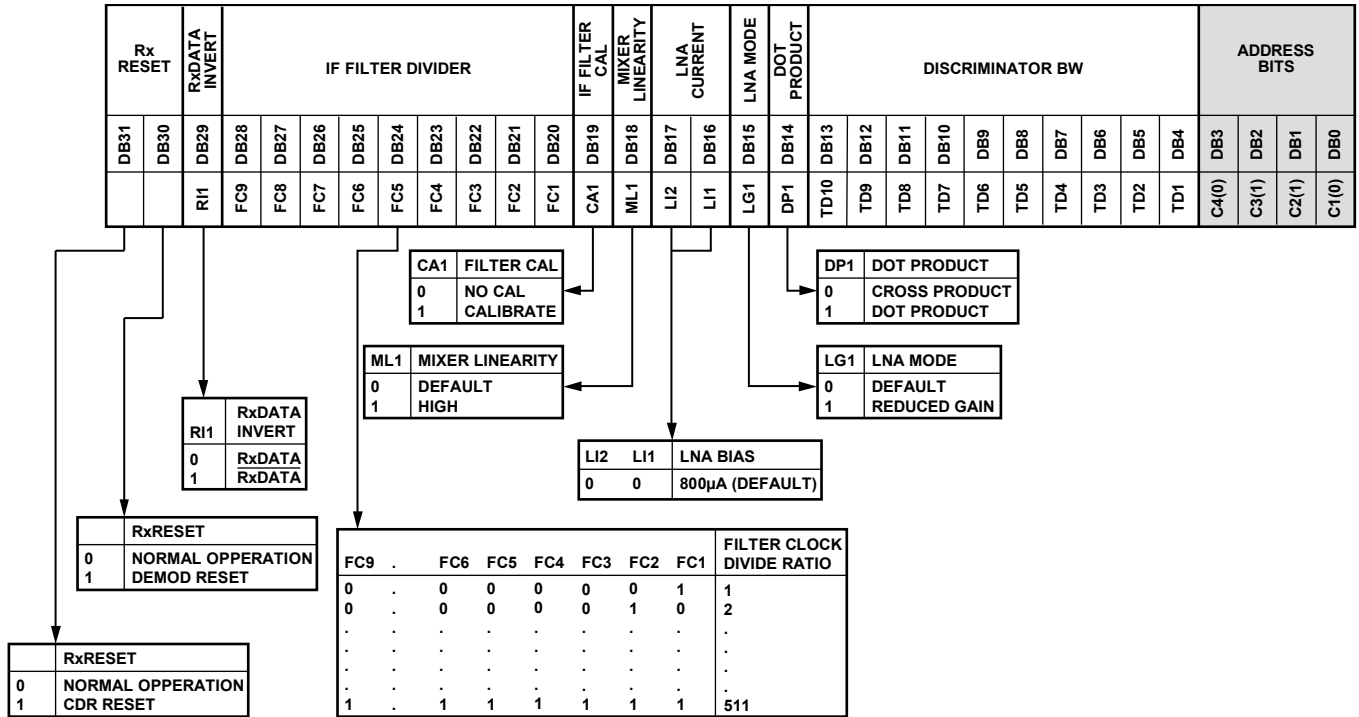 Rx RESET
RxDATA INVERT
IF FILTER DIVIDER
IF FILTER CAL
MIXER LINEARITY
LNA CURRENT
LNA MODE
DOT PRODUCT
DISCRIMINATOR BW
ADDRESS BITS
DB31 DB30 DB29 DB28 DB27 DB26 DB25 DB24 DB23 DB22 DB21 DB20 DB19 DB18 DB17 DB16 DB15 DB14 DB13 DB12 DB11 DB10 DB9 DB8 DB7 DB6 DB5 DB4 DB3 DB2 DB1 DB0
RI1 FC9 FC8 FC7 FC6 FC5 FC4 FC3 FC2 FC1 CA1 ML1 LI2 LI1 LG1 DP1 TD10 TD9 TD8 TD7 TD6 TD5 TD4 TD3 TD2 TD1 C4(0) C3(1) C2(1) C1(0)
CA1 FILTER CAL
0 NO CAL
1 CALIBRATE
DP1 DOT PRODUCT
0 CROSS PRODUCT
1 DOT PRODUCT
ML1 MIXER LINEARITY
0 DEFAULT
1 HIGH
LG1 LNA MODE
0 DEFAULT
1 REDUCED GAIN
RI1 RxDATA INVERT
0 RxDATA
1 RxDATA
LI2 LI1 LNA BIAS
0 0 800µA (DEFAULT)
RxRESET
0 NORMAL OPPERATION
1 DEMOD RESET
FC9 . FC6 FC5 FC4 FC3 FC2 FC1 FILTER CLOCK DIVIDE RATIO
0 . 0 0 0 0 0 1 1
0 . 0 0 0 0 1 0 2
. . . . . . . . .
. . . . . . . . .
. . . . . . . . .
. . . . . . . . .
1 . 1 1 1 1 1 1 511
RxRESET
0 NORMAL OPPERATION
1 CDR RESET